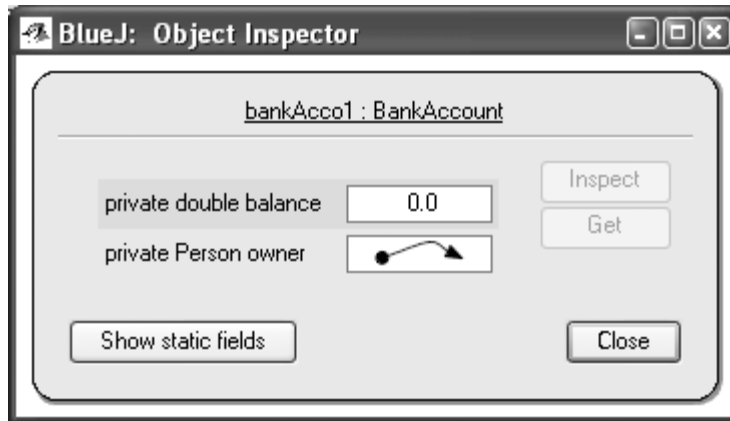 BlueJ: Object Inspector
bankAcco1 : BankAccount
private double balance 0.0
Inspect
Get
private Person owner
Show static fields
Close